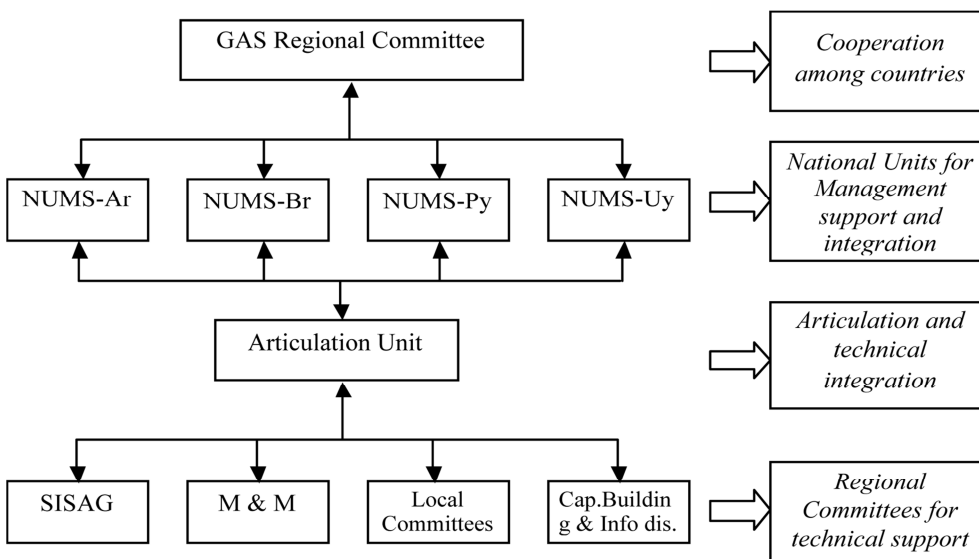 GAS Regional Committee
Cooperation
among countries
NUMS-Ar
NUMS-Br
NUMS-Py
NUMS-Uy
National Units for
Management
support and
integration
Articulation Unit
Articulation and
technical
integration
SISAG
M & M
Local
Committees
Cap.Buildin
g & Info dis.
Regional
Committees for
technical support